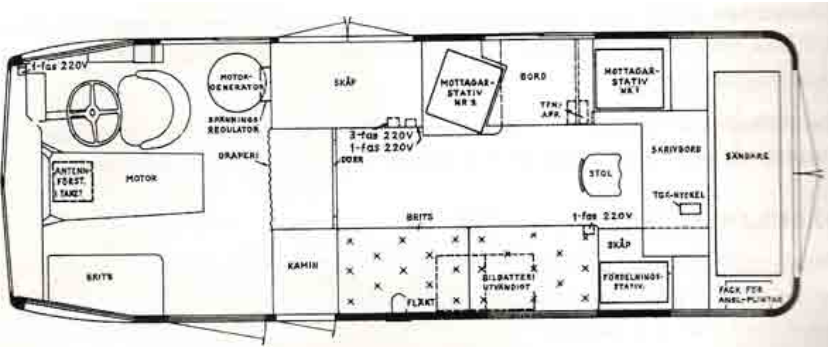 1-fas 220V
MOTOR-
GENERATOR
SPÄNNINGS
REGULATOR
SKÅP
MOTTAGAR-
STATIV
NR 2
BORD
TFN/
APP.
MOTTAGAR-
STATIV
NR 1
3-fas 220V
1-fas 220V
DRAPERI
DÖRR
SKRIVBORD
SÄNDARE
ANTENN-
FÖRST.
I TAKET
MOTOR
STOL
TGF-NYCKEL
BRITS
1-fas 220V
SKÅP
BRITS
KAMIN
BILBATTERI
UTVÄNDIGT
FÖRDELNINGS-
STATIV.
FLÄKT
FACK FÖR
ANSL-PLINTAR